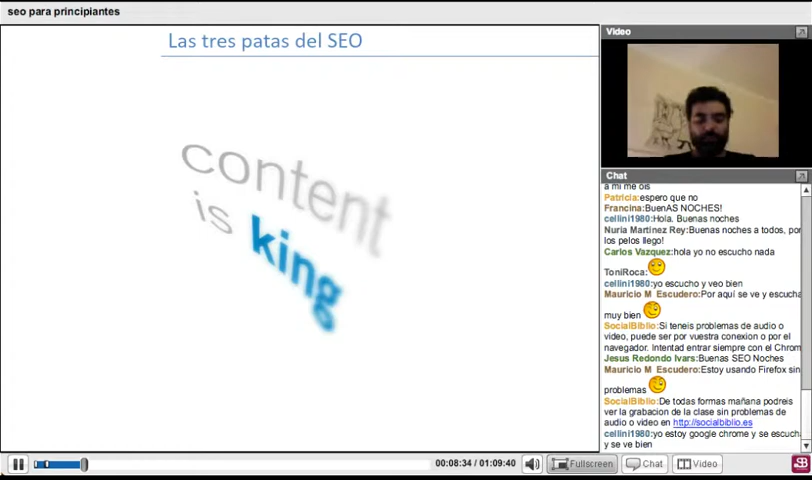 seo para principiantes
Las tres patas del SEO
content
is king
Video
Chat
a mi me ois
Patricia:espero que no
Francina:BuenAS NOCHES!
cellini1980:Hola. Buenas noches
Nuria Martinez Rey:Buenas noches a todos, por
los pelos llego!
Carlos Vazquez:hola yo no escucho nada
ToniRoca:
cellini1980:yo escucho y veo bien
Mauricio M Escudero:Por aquí se ve y escucha
muy bien
SocialBiblio:Si teneis problemas de audio o
video, puede ser por vuestra conexion o por el
navegador. Intentad entrar siempre con el Chrom
Jesus Redondo Ivars:Buenas SEO Noches
Mauricio M Escudero:Estoy usando Firefox sin
problemas
SocialBiblio:De todas formas mañana podreis
ver la grabacion de la clase sin problemas de
audio o video en http://socialbiblio.es
cellini1980:yo estoy google chrome y se escuch
y se ve bien
00:08:34 / 01:09:40
Fullscreen
Chat
Video